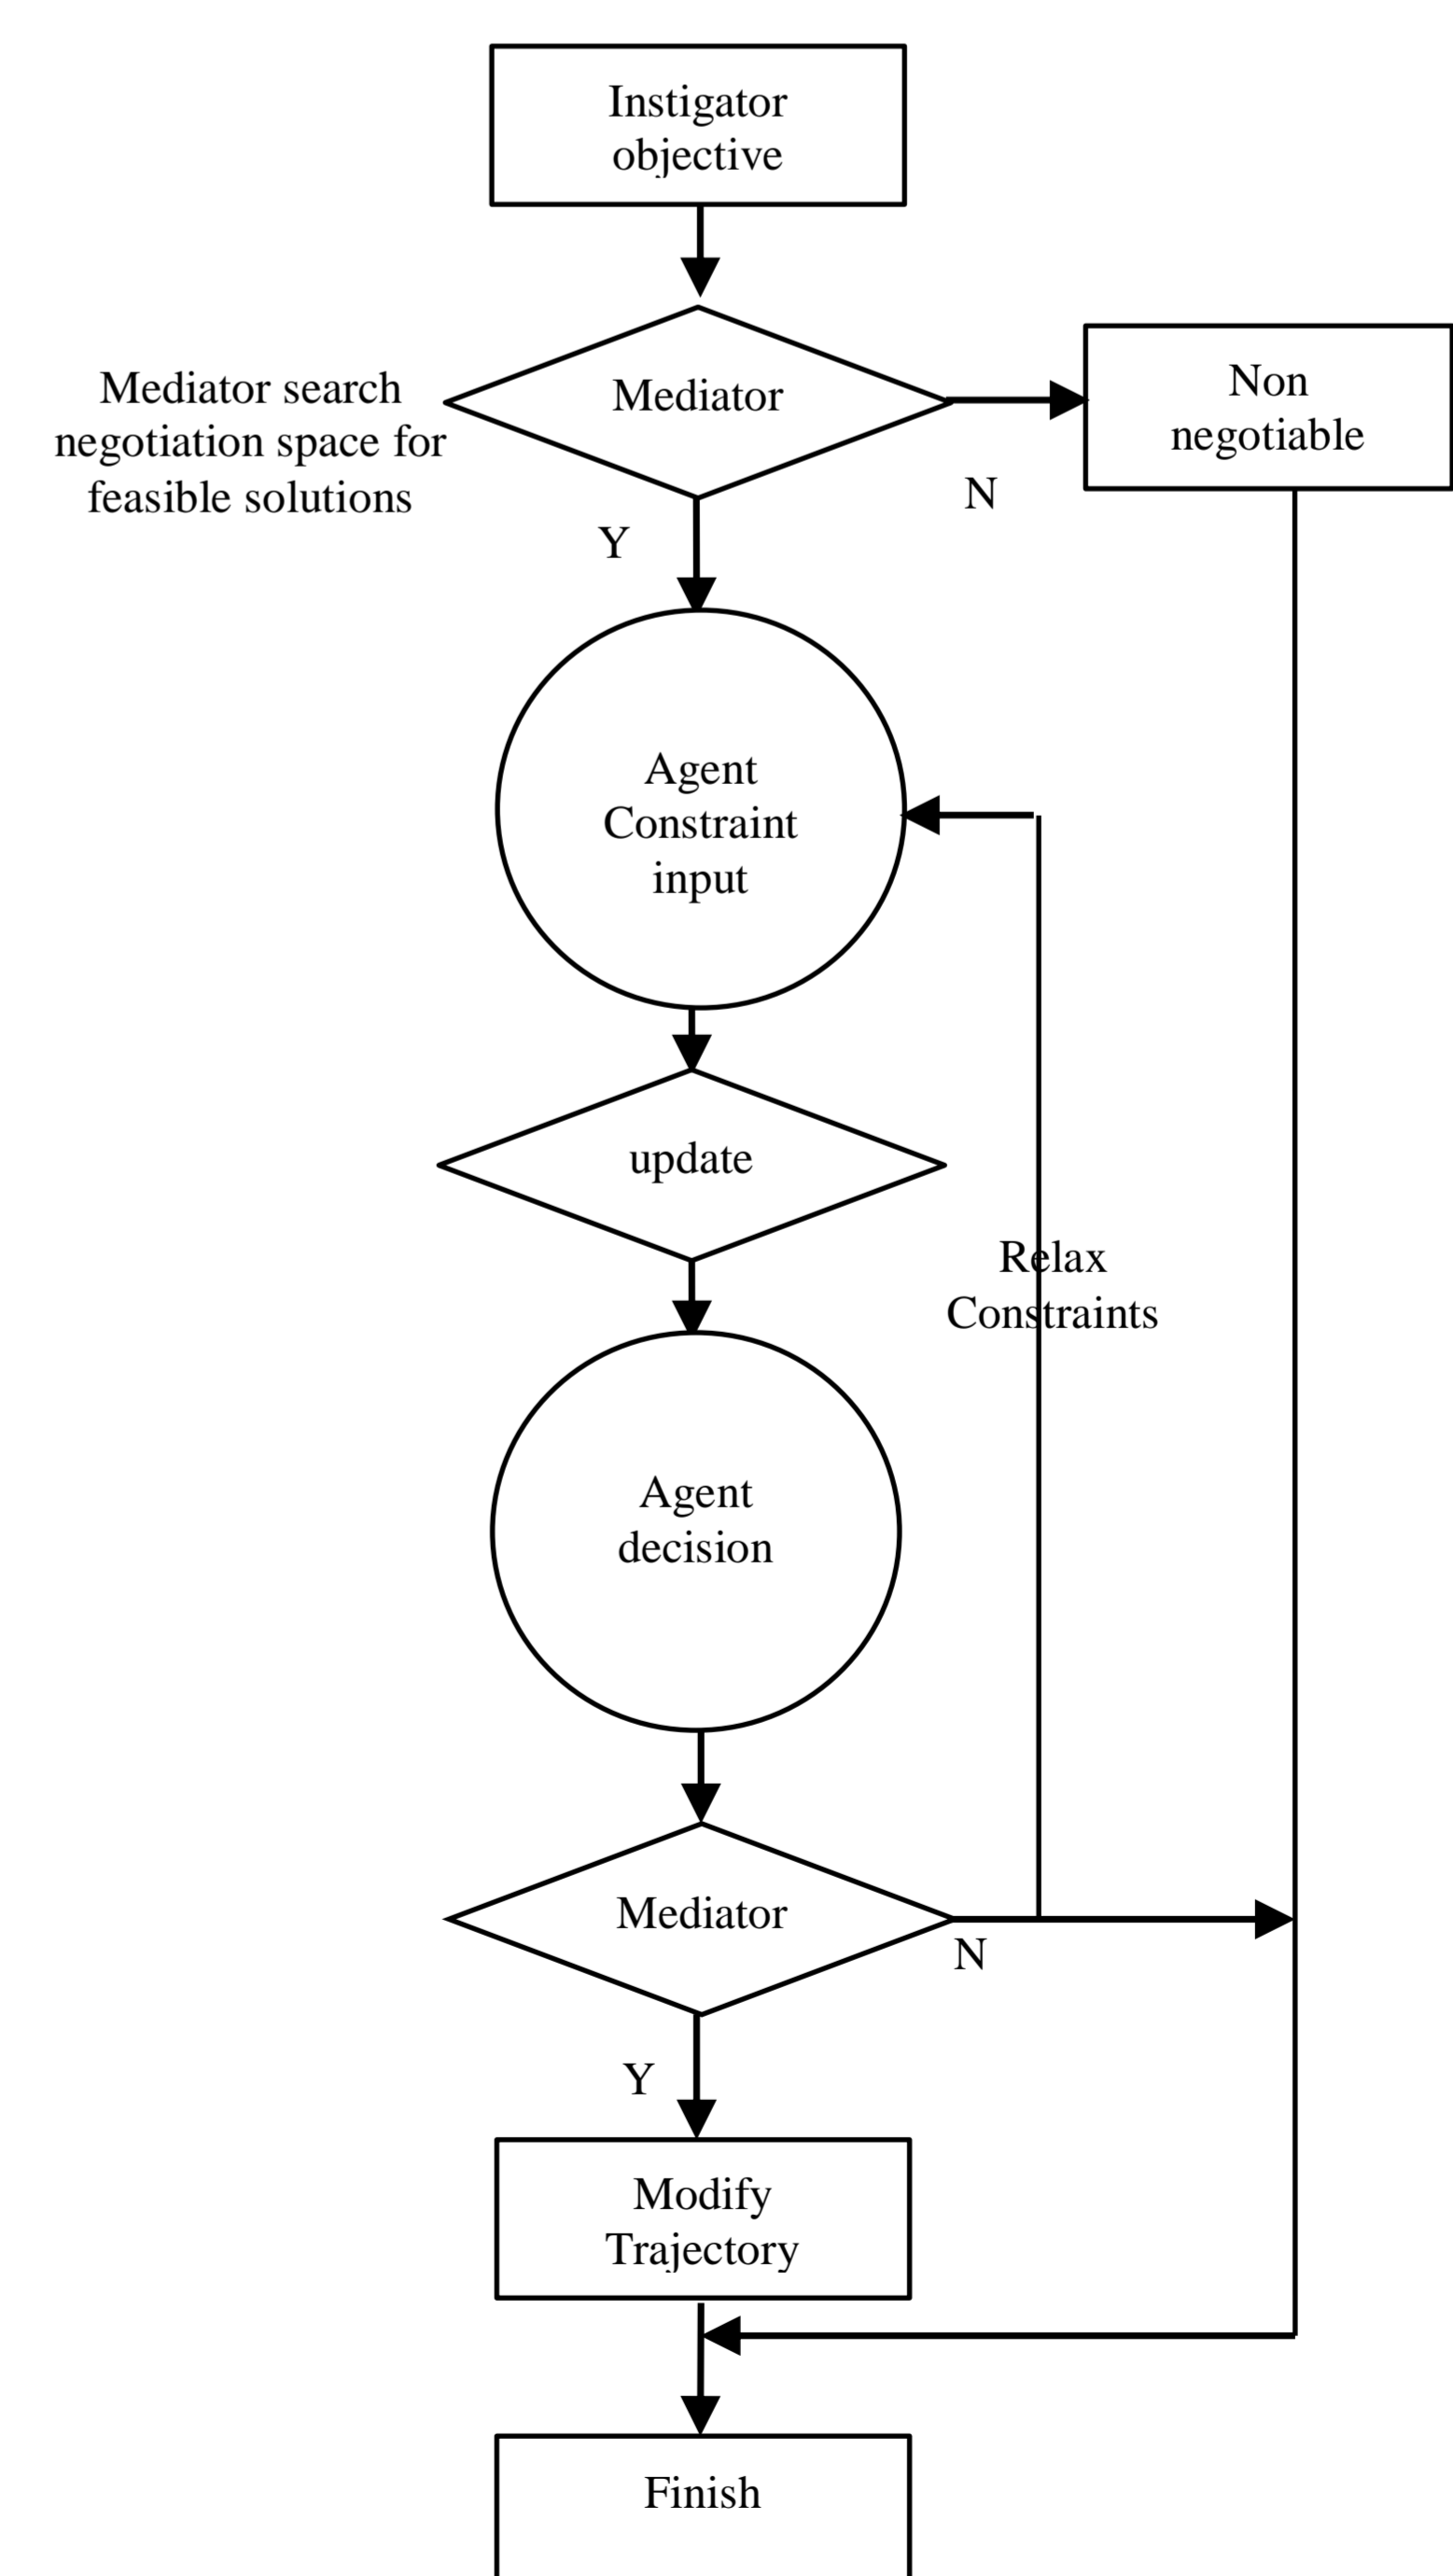 Instigator
objective
Mediator search
negotiation space for
feasible solutions
Mediator
Non
negotiable
N
Y
Agent
Constraint
input
update
Relax
Constraints
Agent
decision
Mediator
N
Y
Modify
Trajectory
Finish